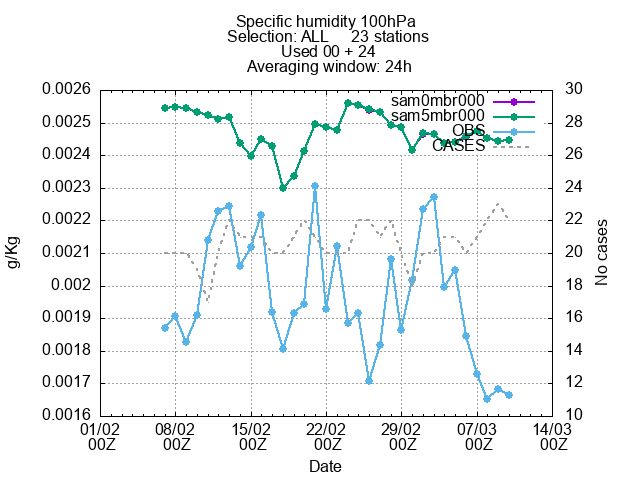 Specific humidity 100hPa
Selection: ALL 23 stations
Used 00 + 24
Averaging window: 24h
sam0mbr000
sam5mbr000
OBS
CASES
g/Kg
0.0026
0.0025
0.0024
0.0023
0.0022
0.0021
0.002
0.0019
0.0018
0.0017
0.0016
30
28
26
24
22
20
18
16
14
12
10
No cases
01/02 08/02 15/02 22/02 29/02 07/03 14/03
00Z 00Z 00Z 00Z 00Z 00Z 00Z
Date